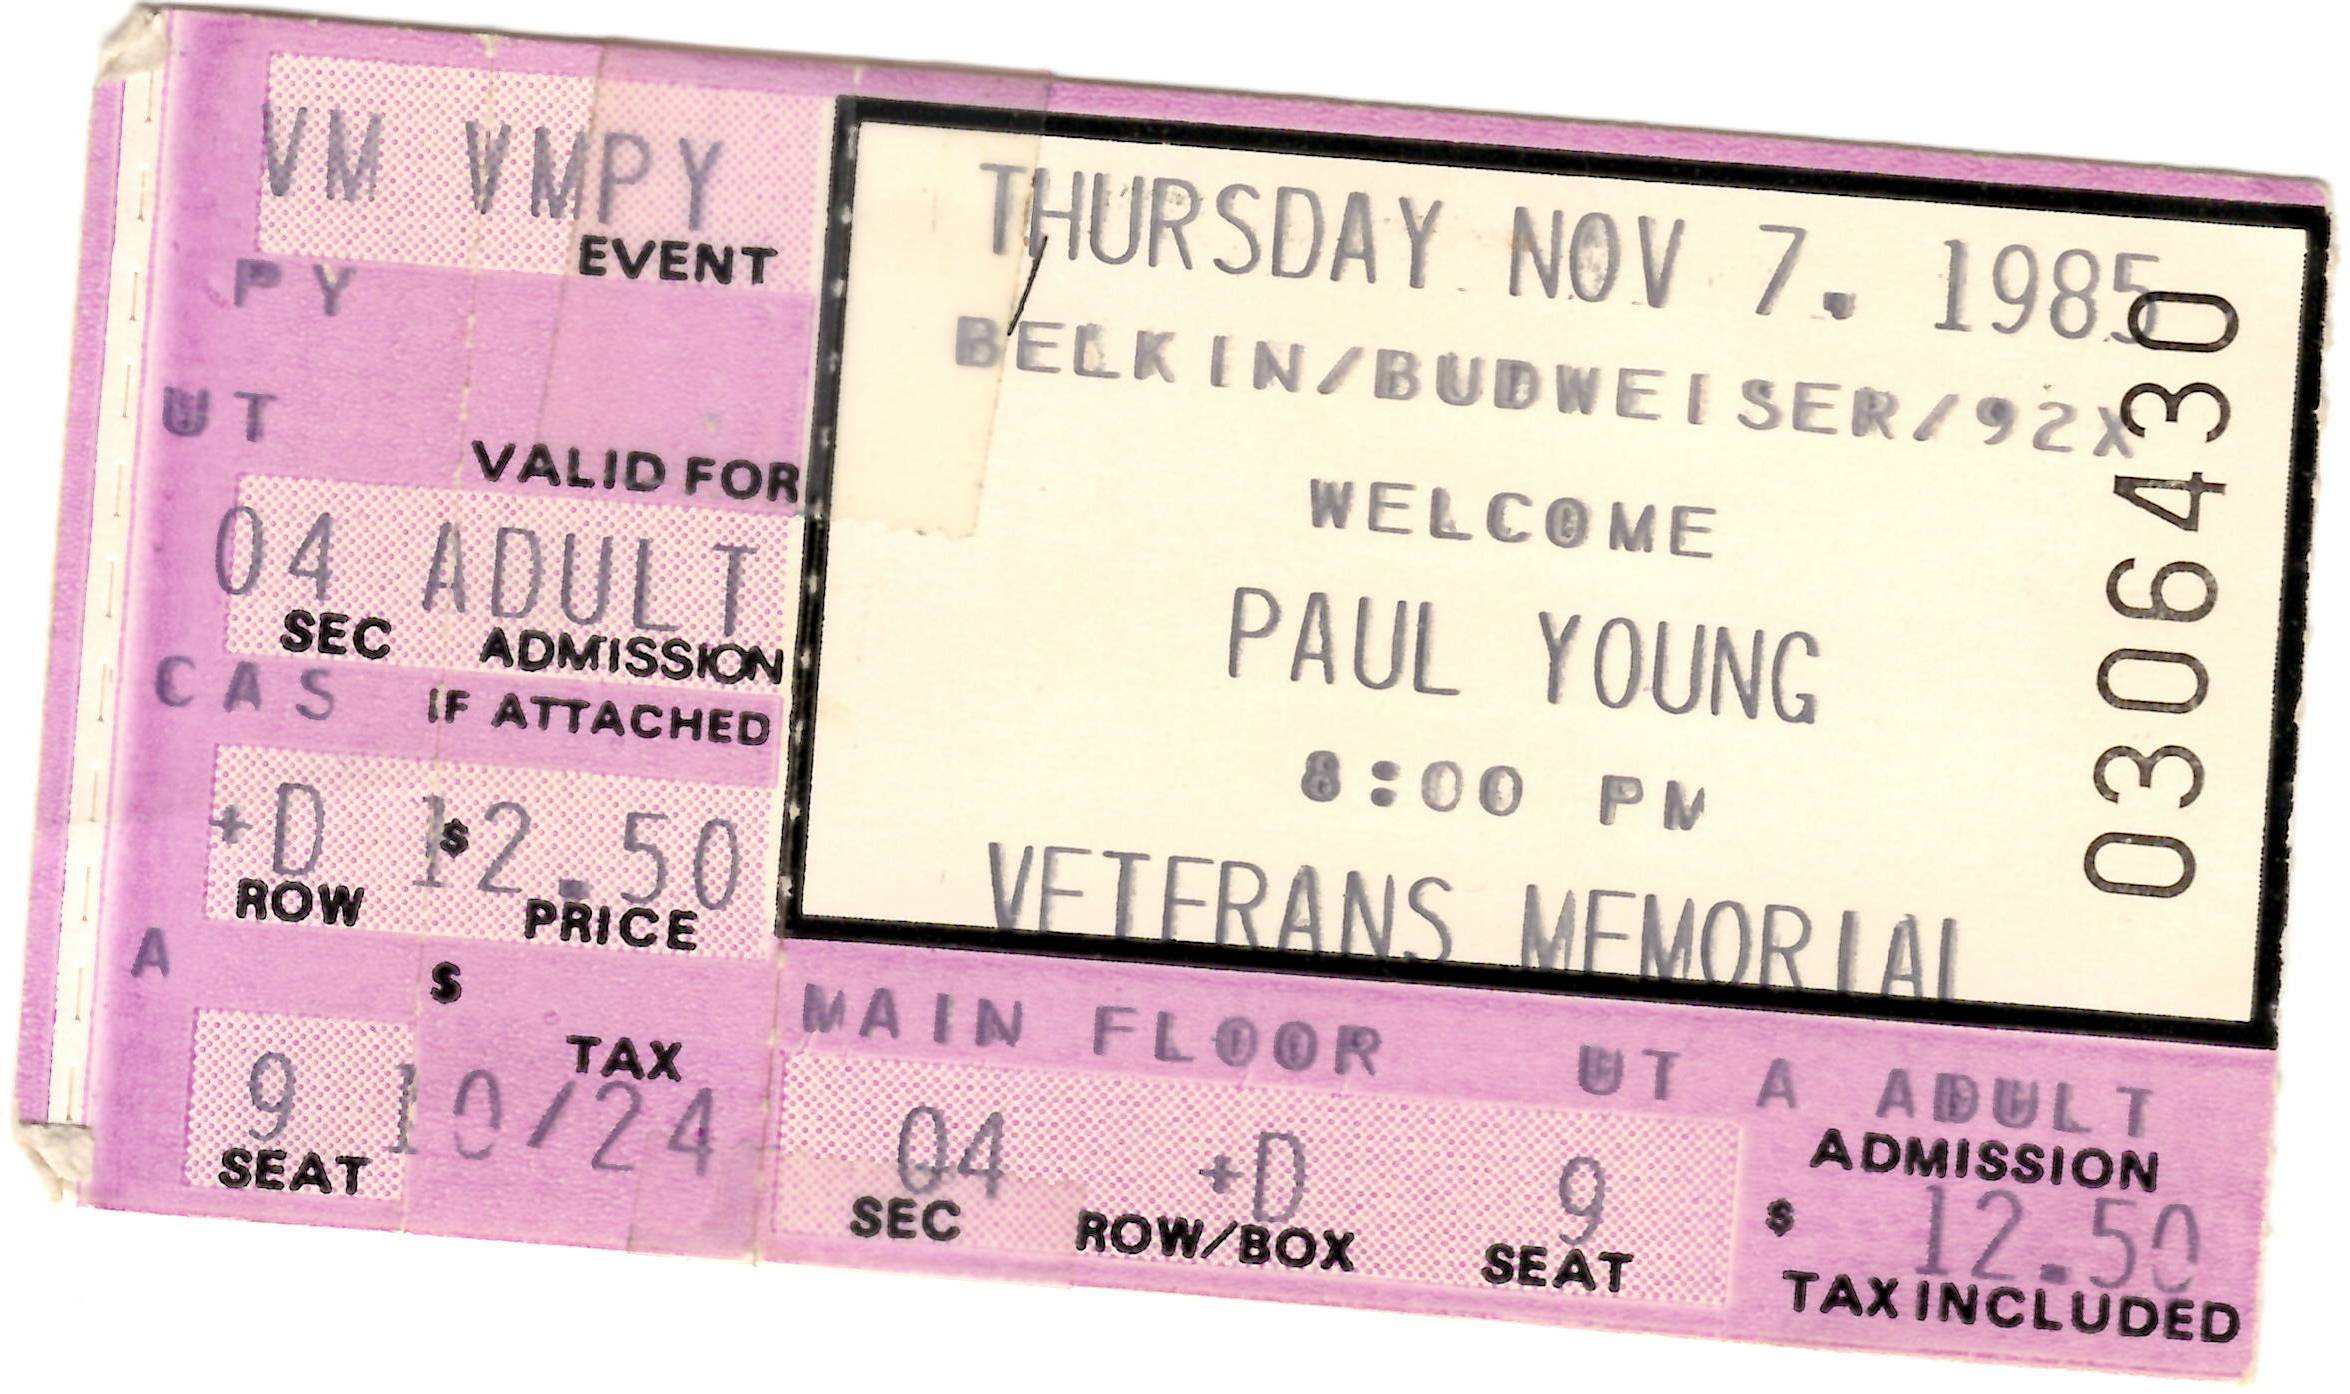 VM VMPY
EVENT
PY
UT
VALID FOR
04 ADULT
SEC ADMISSION
CAS IF ATTACHED
+D $12.50
ROW PRICE
A $
TAX
9 10/24
SEAT
THURSDAY NOV 7. 1985
BELKIN/BUDWEISER/92X
WELCOME
PAUL YOUNG
8:00 PM
VETERANS MEMORIAL
0306430
MAIN FLOOR UT A ADULT
ADMISSION
04 +D 9 $ 12.50
SEC ROW/BOX SEAT TAX INCLUDED